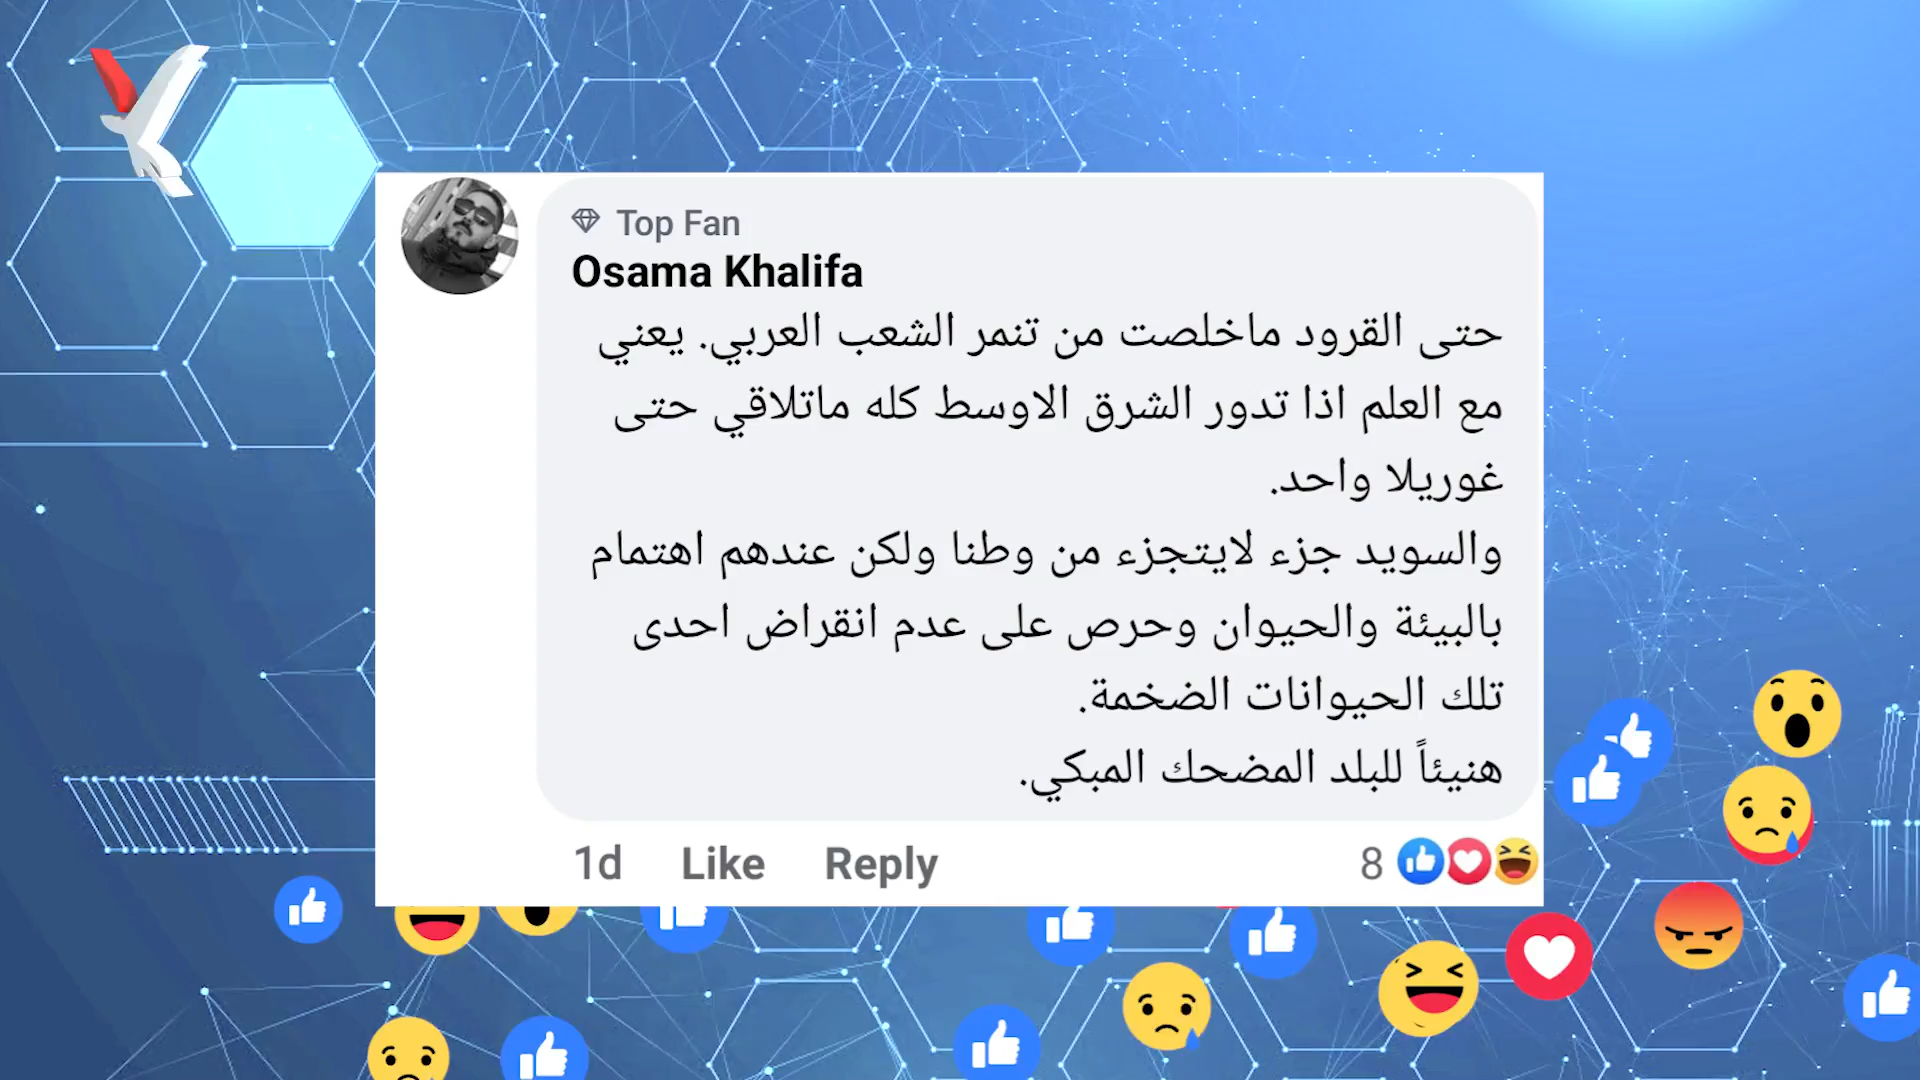 Top Fan
Osama Khalifa
حتى القرود ماخلصت من تنمر الشعب العربي. يعني
مع العلم اذا تدور الشرق الاوسط كله ماتلاقي حتى
غوريلا واحد.
والسويد جزء لايتجزء من وطنا ولكن عندهم اهتمام
بالبيئة والحيوان وحرص على عدم انقراض احدى
تلك الحيوانات الضخمة.
هنيئاً للبلد المضحك المبكي.
1d Like Reply 8